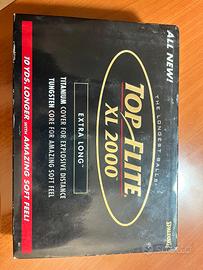 ALL NEW!
THE LONGEST BALLS
TOP-FLITE
XL 2000
EXTRA LONG
TITANIUM COVER FOR EXPLOSIVE DISTANCE
TUNGSTEN CORE FOR AMAZING SOFT FEEL
10 YDS. LONGER WITH AMAZING SOFT FEEL!
SPALDING